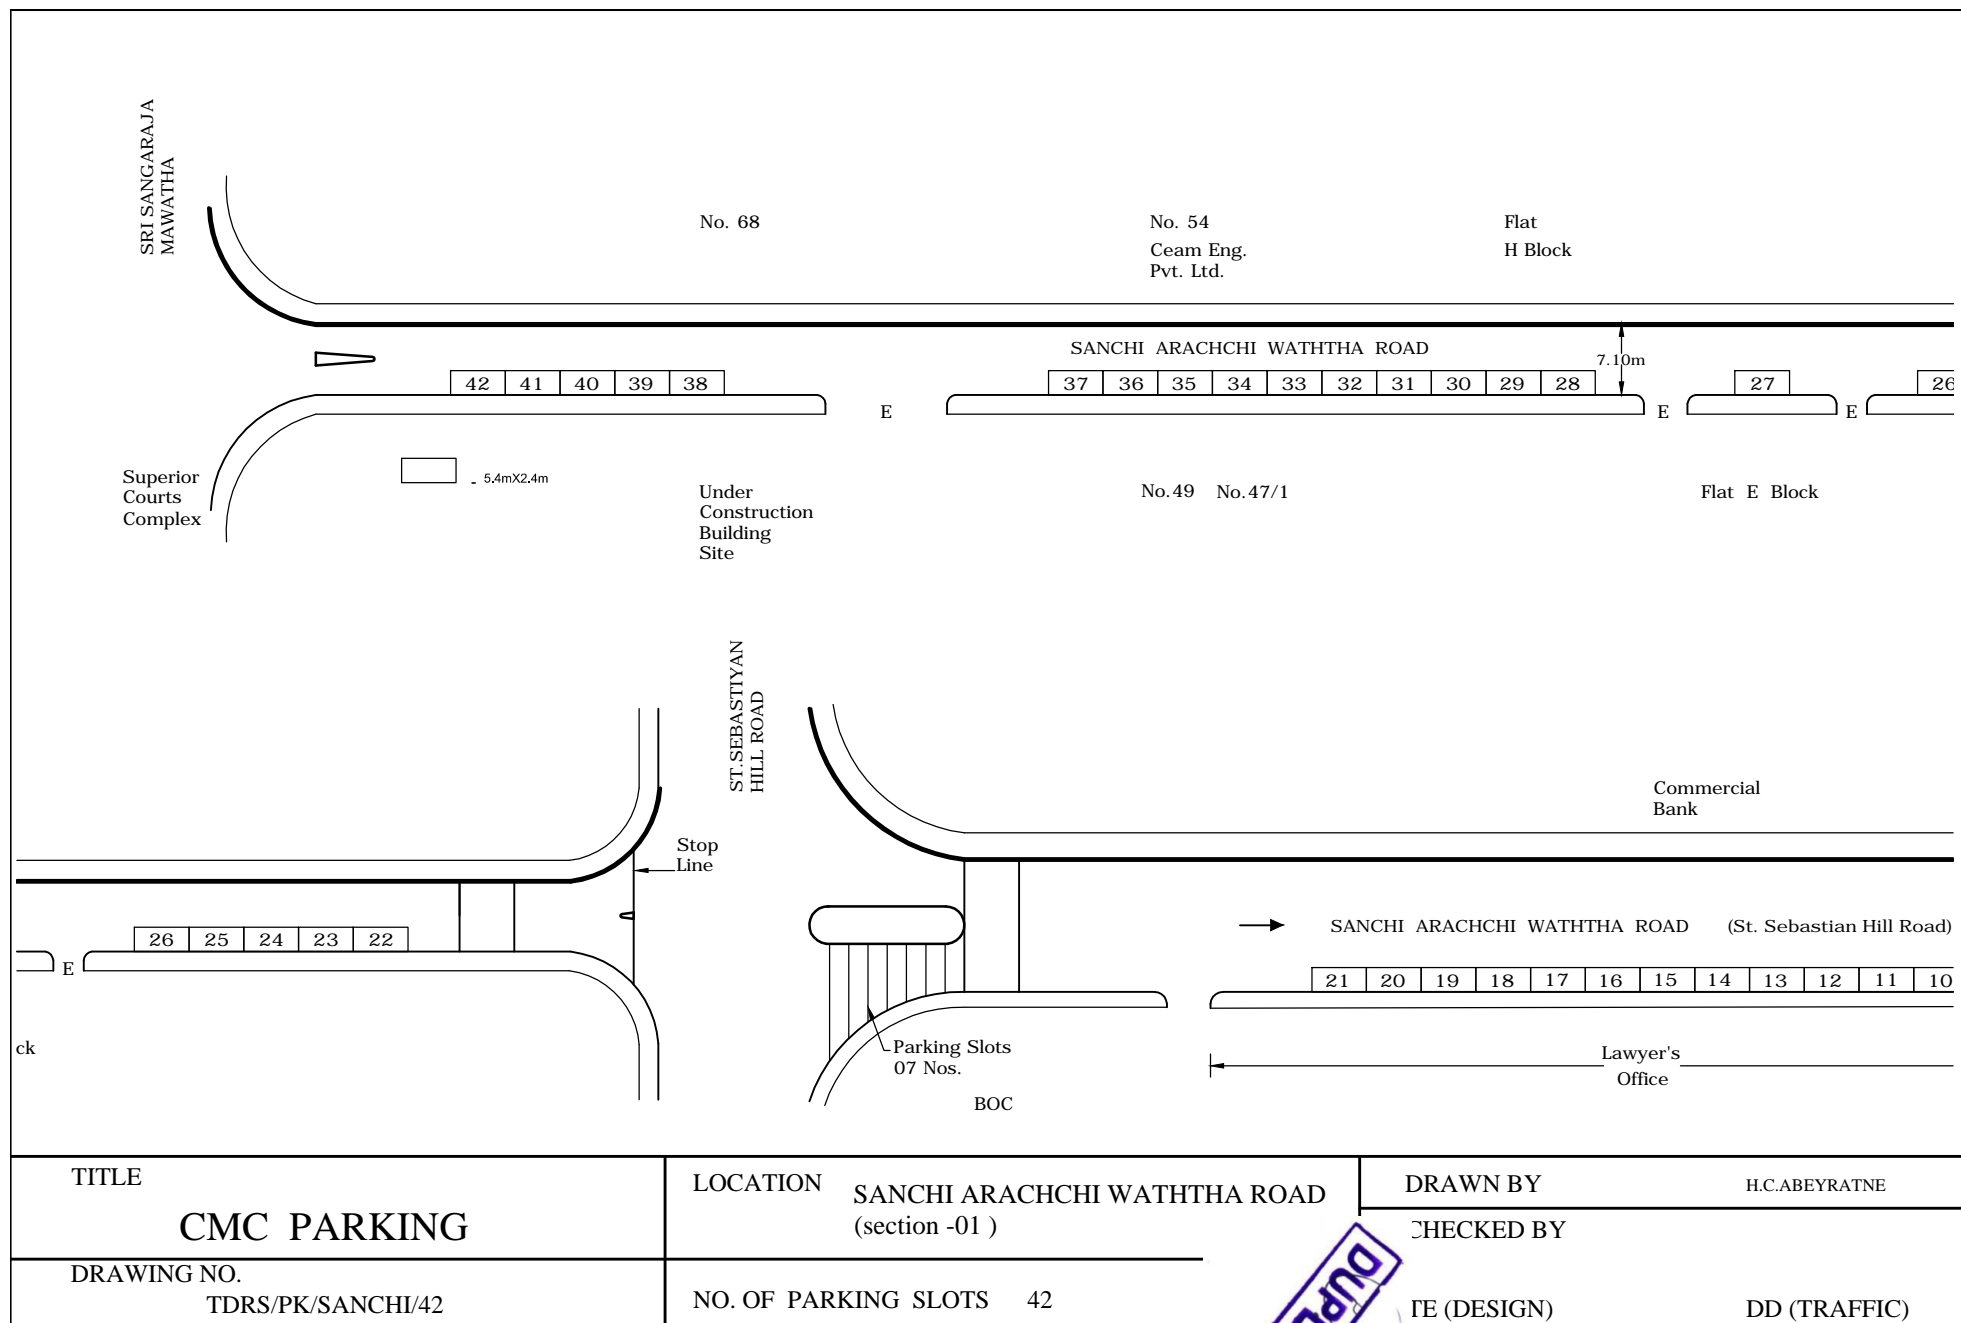 SRI SANGARAJA
MAWATHA
No. 68
No. 54
Ceam Eng.
Pvt. Ltd.
Flat
H Block
SANCHI ARACHCHI WATHTHA ROAD
7.10m
42 41 40 39 38
37 36 35 34 33 32 31 30 29 28
27
26
E
E
E
Superior
Courts
Complex
5.4mX2.4m
Under
Construction
Building
Site
No.49 No.47/1
Flat E Block
ST.SEBASTIYAN
HILL ROAD
Commercial
Bank
Stop
Line
26 25 24 23 22
E
SANCHI ARACHCHI WATHTHA ROAD (St. Sebastian Hill Road)
21 20 19 18 17 16 15 14 13 12 11 10
ck
Parking Slots
07 Nos.
BOC
Lawyer's
Office
TITLE
CMC PARKING
LOCATION SANCHI ARACHCHI WATHTHA ROAD
(section -01 )
DRAWN BY H.C.ABEYRATNE
CHECKED BY
DRAWING NO.
TDRS/PK/SANCHI/42
NO. OF PARKING SLOTS 42
TE (DESIGN) DD (TRAFFIC)